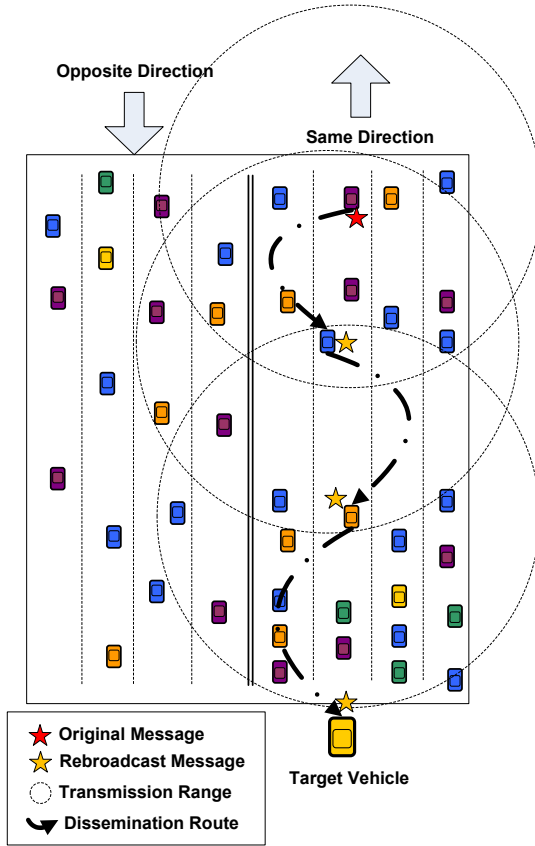 Opposite Direction
Same Direction
Original Message
Rebroadcast Message
Transmission Range
Dissemination Route
Target Vehicle